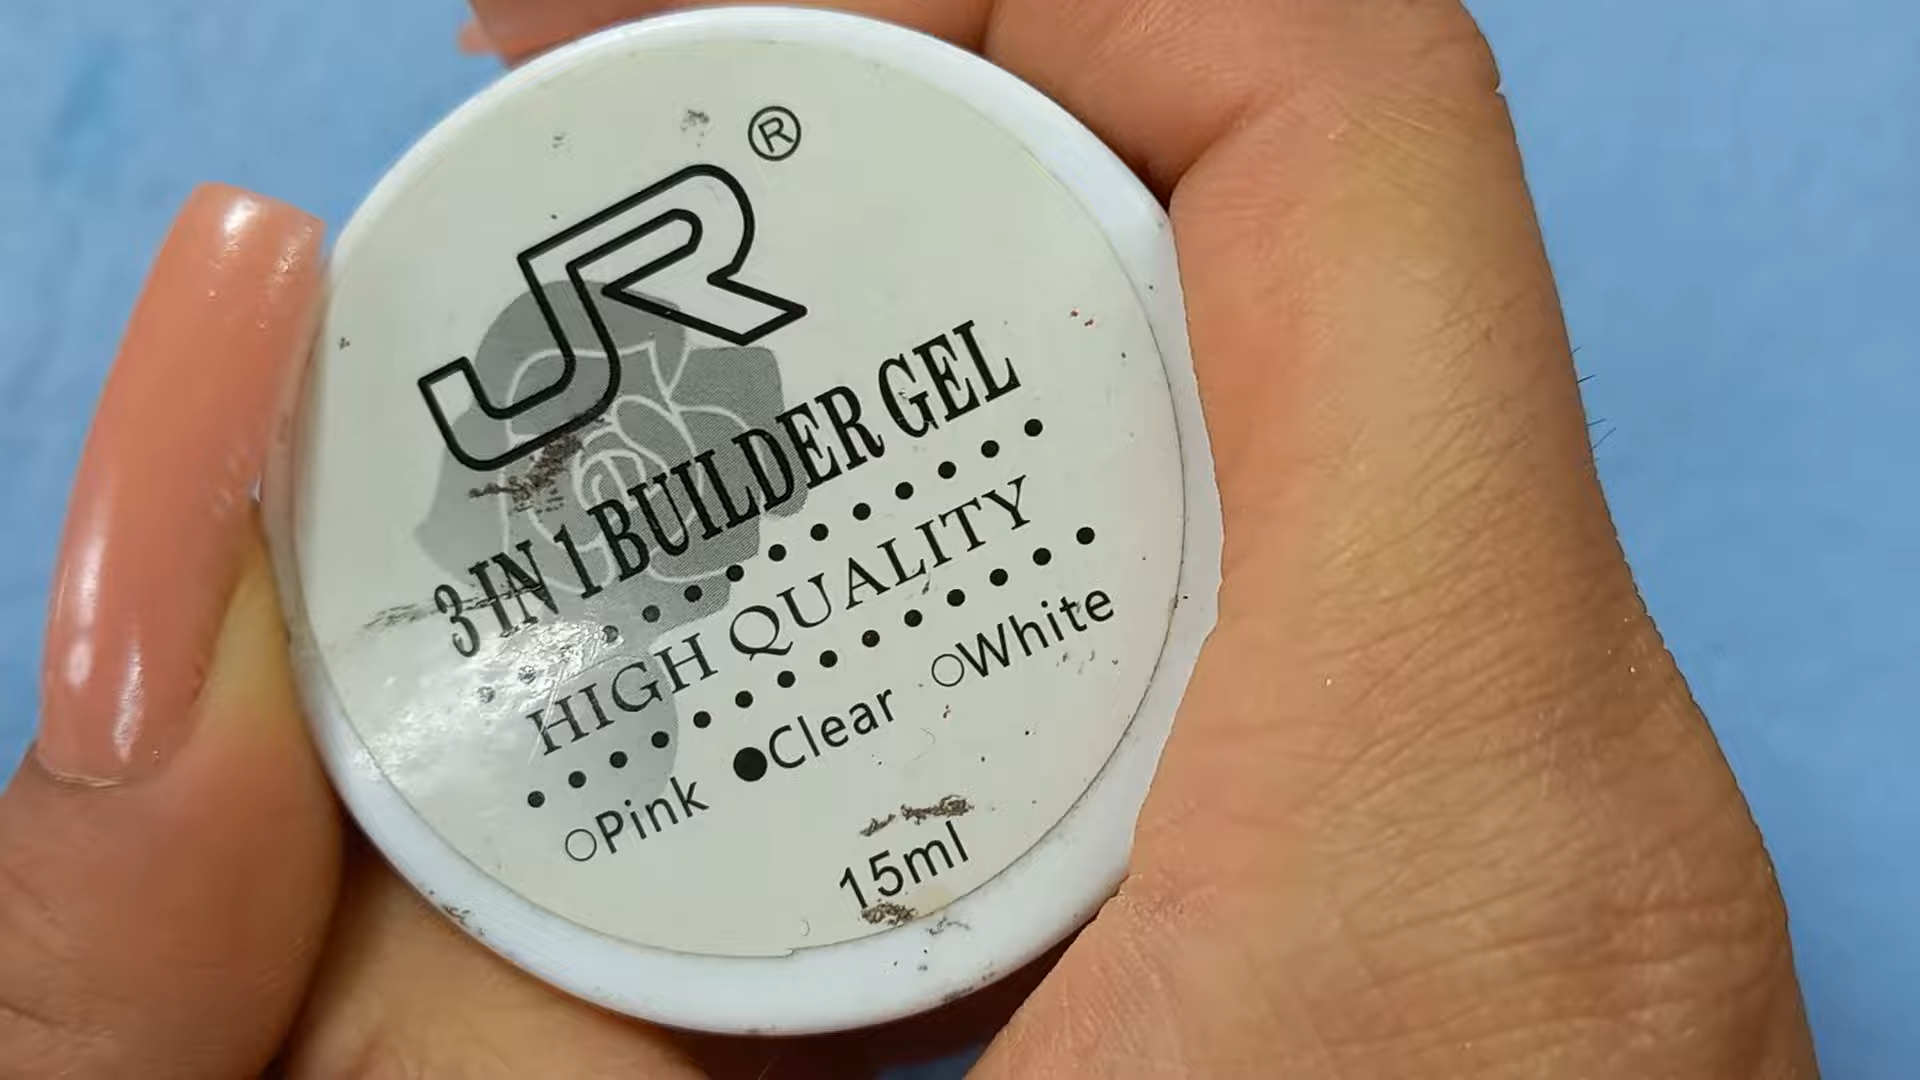 JR®
3 IN 1 BUILDER GEL
HIGH QUALITY
○Pink ●Clear ○White
15ml